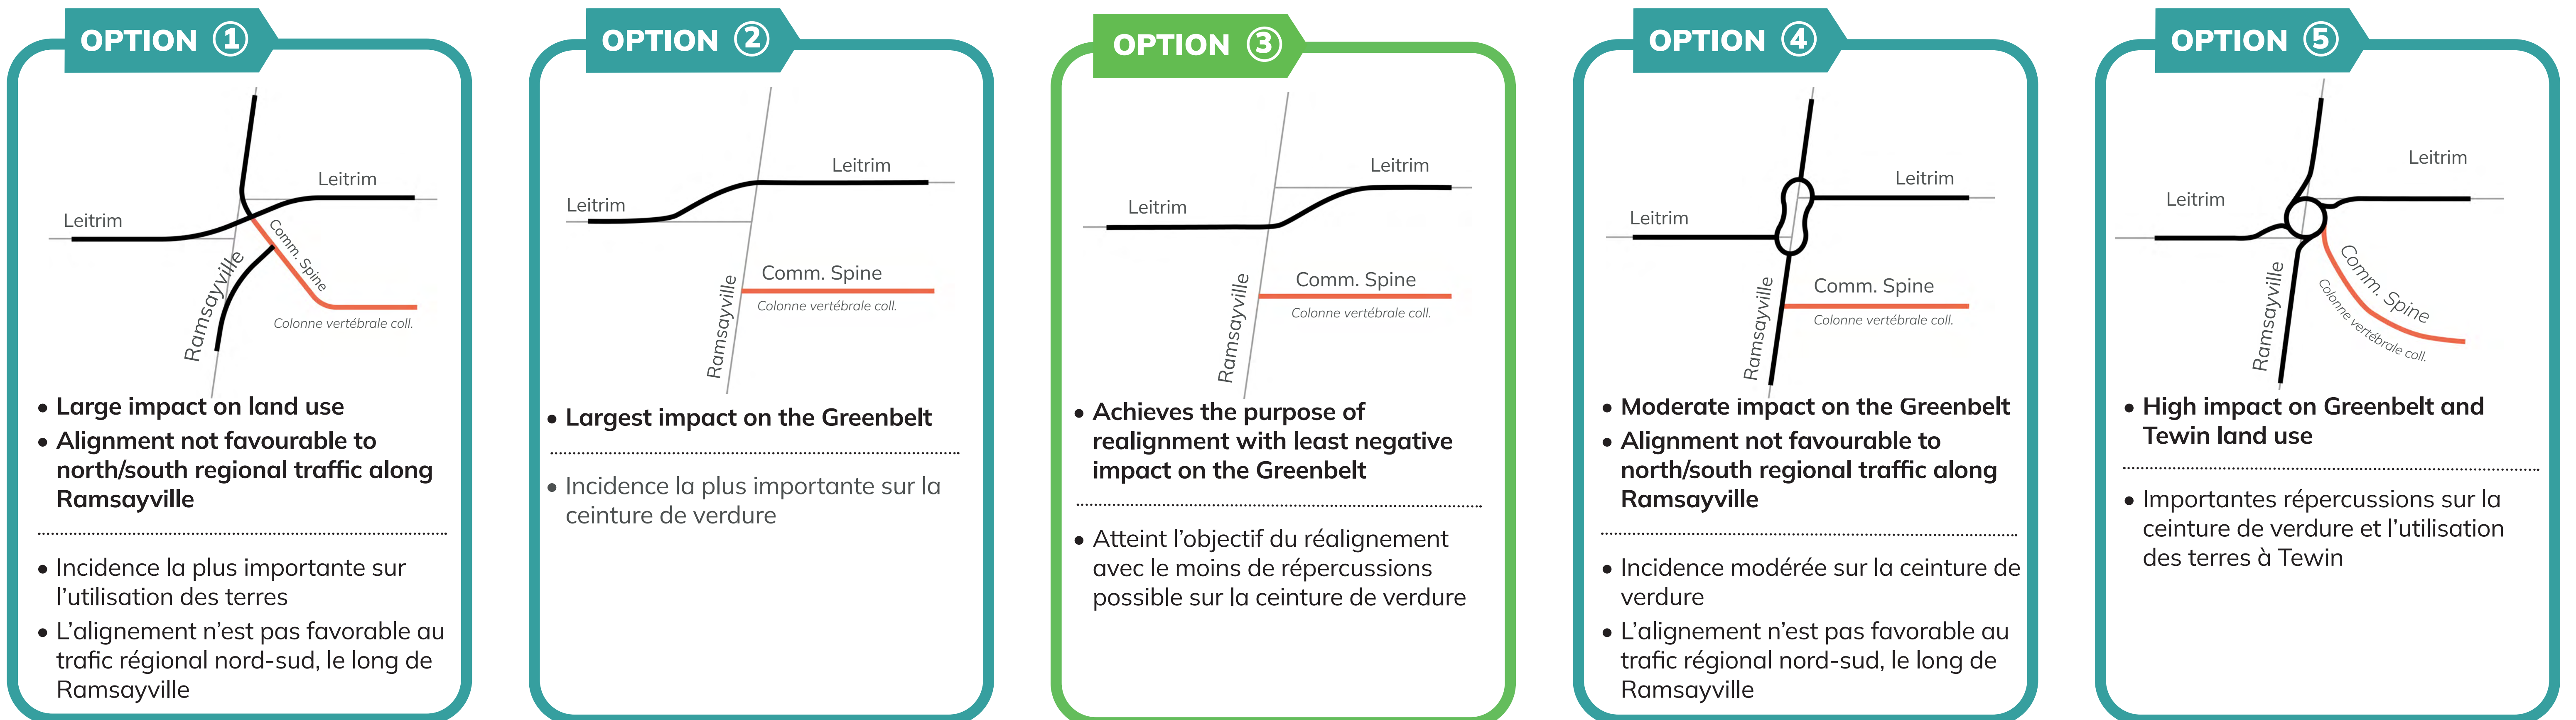 OPTION ①
Leitrim
Leitrim
Comm. Spine
Ramsayville
Colonne vertébrale coll.
• Large impact on land use
• Alignment not favourable to
north/south regional traffic along
Ramsayville
• Incidence la plus importante sur
l’utilisation des terres
• L’alignement n’est pas favorable au
trafic régional nord-sud, le long de
Ramsayville
OPTION ②
Leitrim
Leitrim
Comm. Spine
Ramsayville
Colonne vertébrale coll.
• Largest impact on the Greenbelt
• Incidence la plus importante sur la
ceinture de verdure
OPTION ③
Leitrim
Leitrim
Comm. Spine
Ramsayville
Colonne vertébrale coll.
• Achieves the purpose of
realignment with least negative
impact on the Greenbelt
• Atteint l’objectif du réalignement
avec le moins de répercussions
possible sur la ceinture de verdure
OPTION ④
Leitrim
Leitrim
Comm. Spine
Ramsayville
Colonne vertébrale coll.
• Moderate impact on the Greenbelt
• Alignment not favourable to
north/south regional traffic along
Ramsayville
• Incidence modérée sur la ceinture de
verdure
• L’alignement n’est pas favorable au
trafic régional nord-sud, le long de
Ramsayville
OPTION ⑤
Leitrim
Leitrim
Comm. Spine
Ramsayville
Colonne vertébrale coll.
• High impact on Greenbelt and
Tewin land use
• Importantes répercussions sur la
ceinture de verdure et l’utilisation
des terres à Tewin